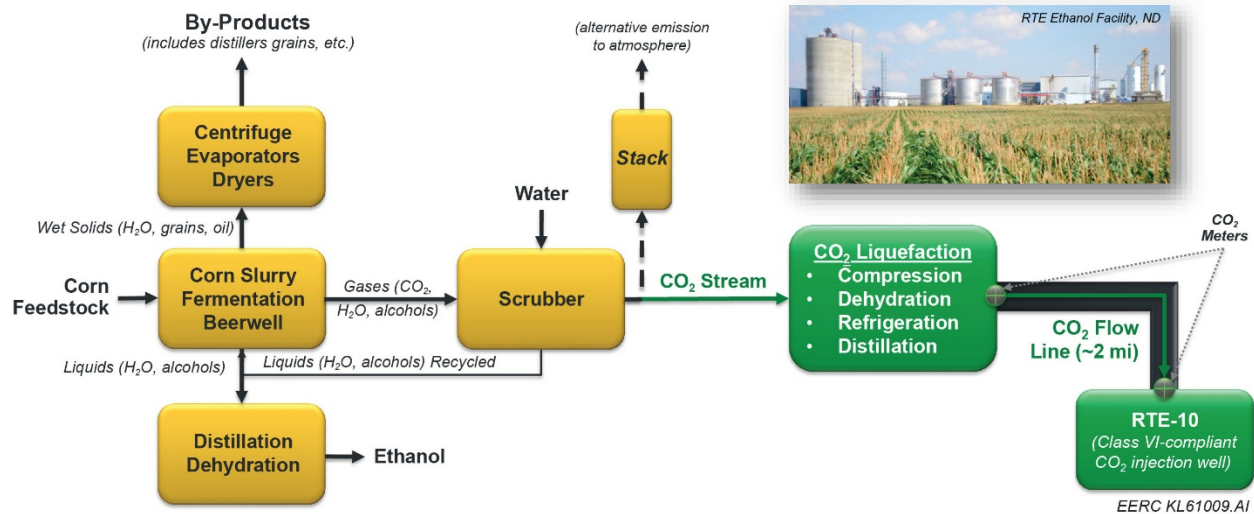 By-Products
(includes distillers grains, etc.)
(alternative emission
to atmosphere)
RTE Ethanol Facility, ND
Centrifuge
Evaporators
Dryers
Stack
Water
CO₂
Meters
Wet Solids (H₂O, grains, oil)
Corn
Feedstock
Corn Slurry
Fermentation
Beerwell
Gases (CO₂,
H₂O, alcohols)
Scrubber
CO₂ Stream
CO₂ Liquefaction
• Compression
• Dehydration
• Refrigeration
• Distillation
CO₂ Flow
Line (~2 mi)
Liquids (H₂O, alcohols)
Liquids (H₂O, alcohols) Recycled
Distillation
Dehydration
Ethanol
RTE-10
(Class VI-compliant
CO₂ injection well)
EERC KL61009.AI